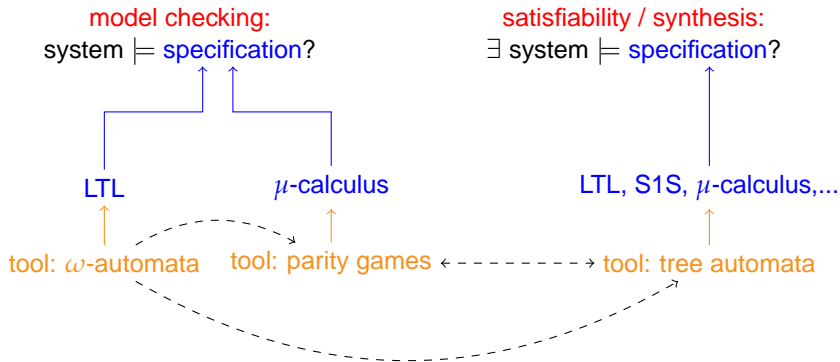 model checking:
system ⊨ specification?
satisfiability / synthesis:
∃ system ⊨ specification?
LTL
μ-calculus
LTL, S1S, μ-calculus,...
tool: ω-automata
tool: parity games
tool: tree automata